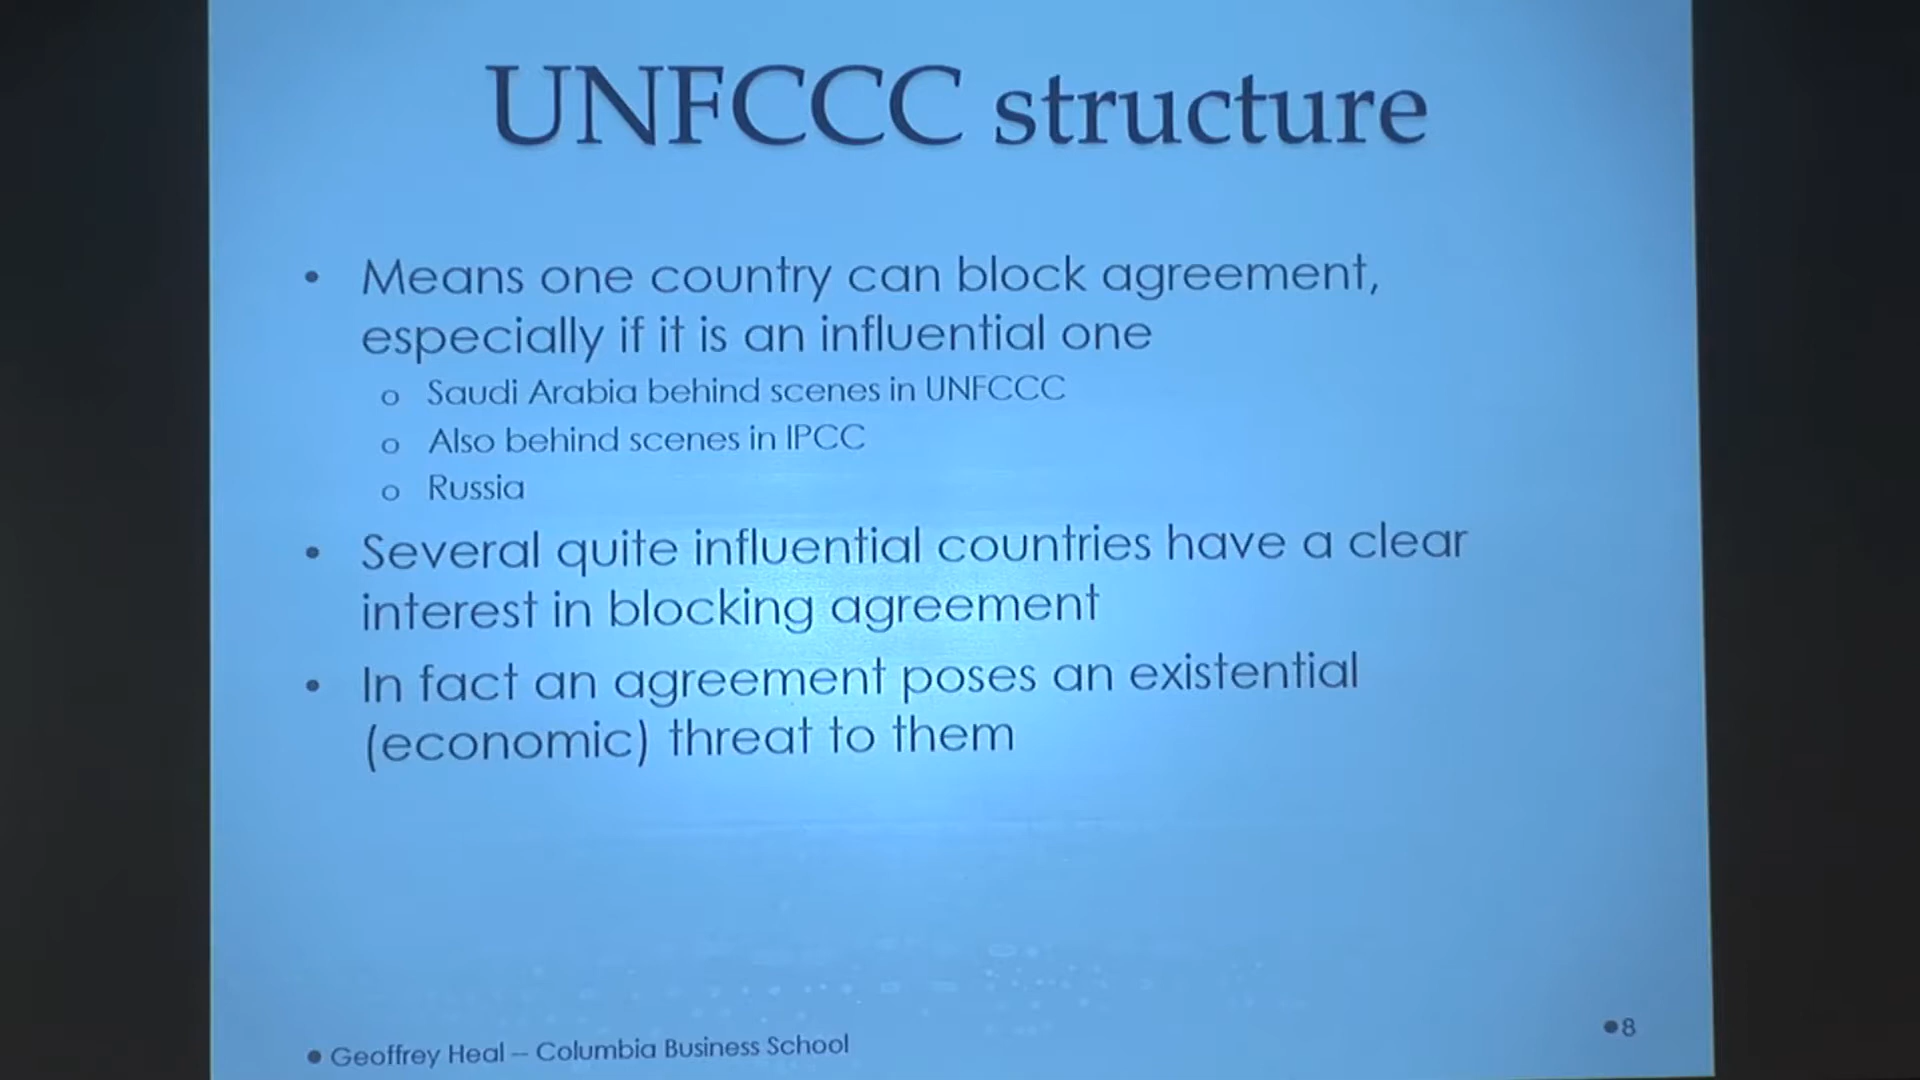 UNFCCC structure
• Means one country can block agreement,
especially if it is an influential one
o Saudi Arabia behind scenes in UNFCCC
o Also behind scenes in IPCC
o Russia
• Several quite influential countries have a clear
interest in blocking agreement
• In fact an agreement poses an existential
(economic) threat to them
• Geoffrey Heal – Columbia Business School
•8